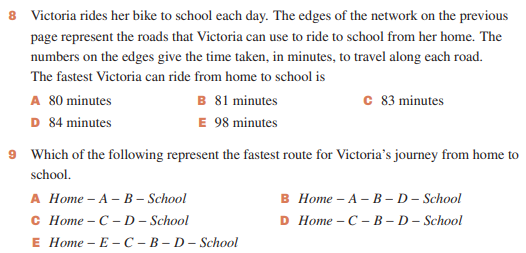 8 Victoria rides her bike to school each day. The edges of the network on the previous
page represent the roads that Victoria can use to ride to school from her home. The
numbers on the edges give the time taken, in minutes, to travel along each road.
The fastest Victoria can ride from home to school is
A 80 minutes B 81 minutes C 83 minutes
D 84 minutes E 98 minutes
9 Which of the following represent the fastest route for Victoria's journey from home to
school.
A Home – A – B – School B Home – A – B – D – School
C Home – C – D – School D Home – C – B – D – School
E Home – E – C – B – D – School